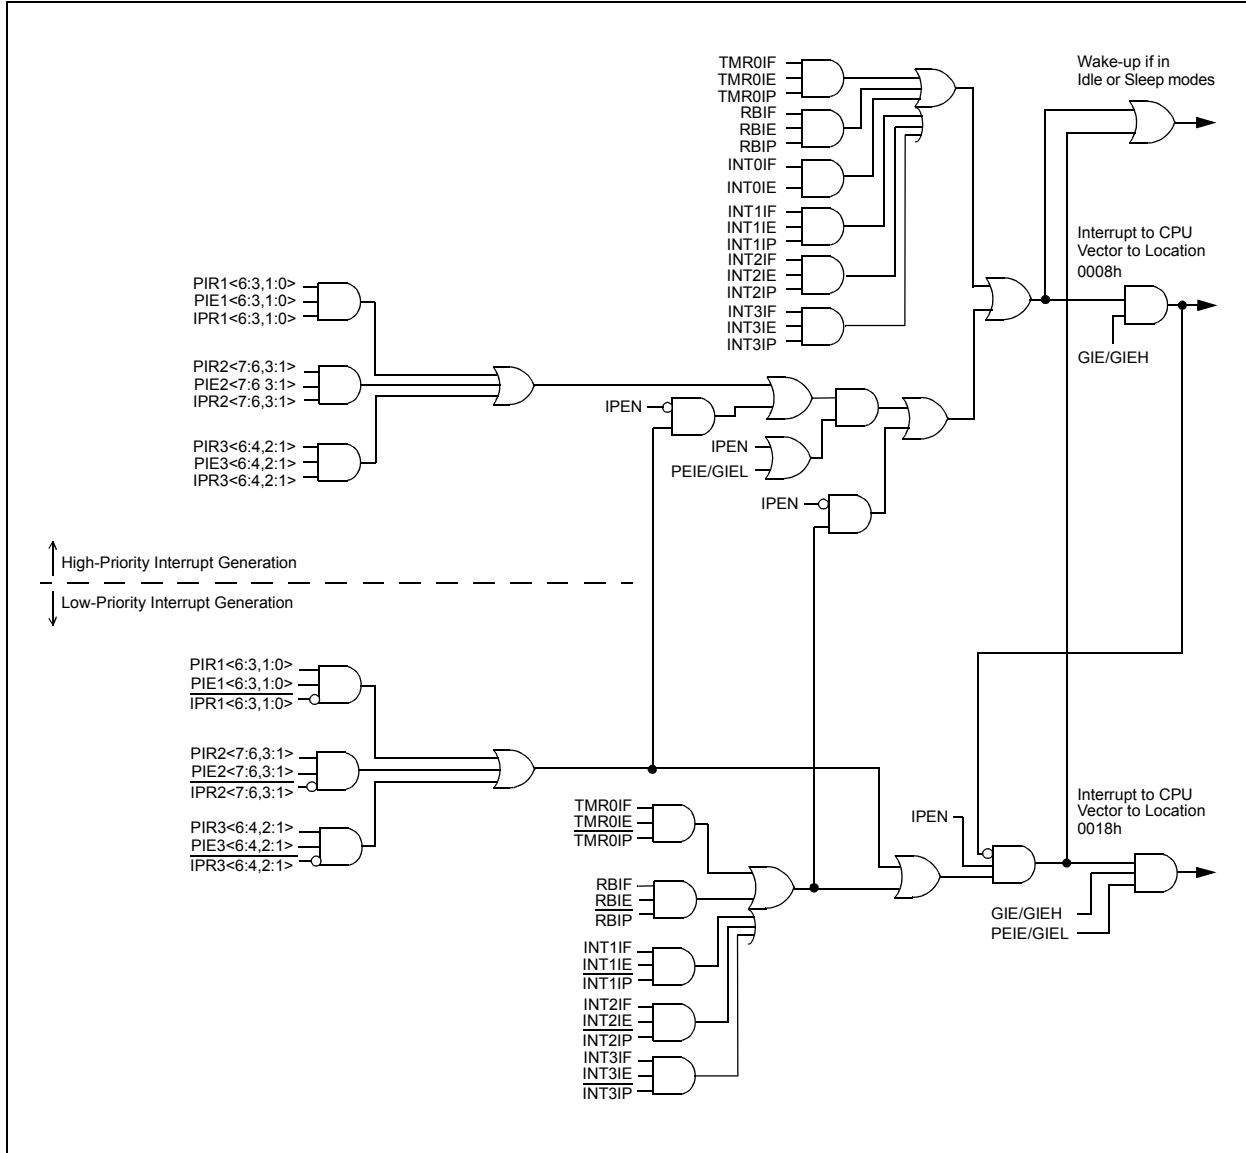 TMR0IF
TMR0IE
TMR0IP
RBIF
RBIE
RBIP
INT0IF
INT0IE
INT1IF
INT1IE
INT1IP
INT2IF
INT2IE
INT2IP
INT3IF
INT3IE
INT3IP
Wake-up if in
Idle or Sleep modes
Interrupt to CPU
Vector to Location
0008h
GIE/GIEH
PIR1<6:3,1:0>
PIE1<6:3,1:0>
IPR1<6:3,1:0>
PIR2<7:6,3:1>
PIE2<7:6 3:1>
IPR2<7:6,3:1>
PIR3<6:4,2:1>
PIE3<6:4,2:1>
IPR3<6:4,2:1>
IPEN
IPEN
PEIE/GIEL
IPEN
High-Priority Interrupt Generation
Low-Priority Interrupt Generation
PIR1<6:3,1:0>
PIE1<6:3,1:0>
IPR1<6:3,1:0>
PIR2<7:6,3:1>
PIE2<7:6,3:1>
IPR2<7:6,3:1>
PIR3<6:4,2:1>
PIE3<6:4,2:1>
IPR3<6:4,2:1>
TMR0IF
TMR0IE
TMR0IP
RBIF
RBIE
RBIP
INT1IF
INT1IE
INT1IP
INT2IF
INT2IE
INT2IP
INT3IF
INT3IE
INT3IP
IPEN
Interrupt to CPU
Vector to Location
0018h
GIE/GIEH
PEIE/GIEL